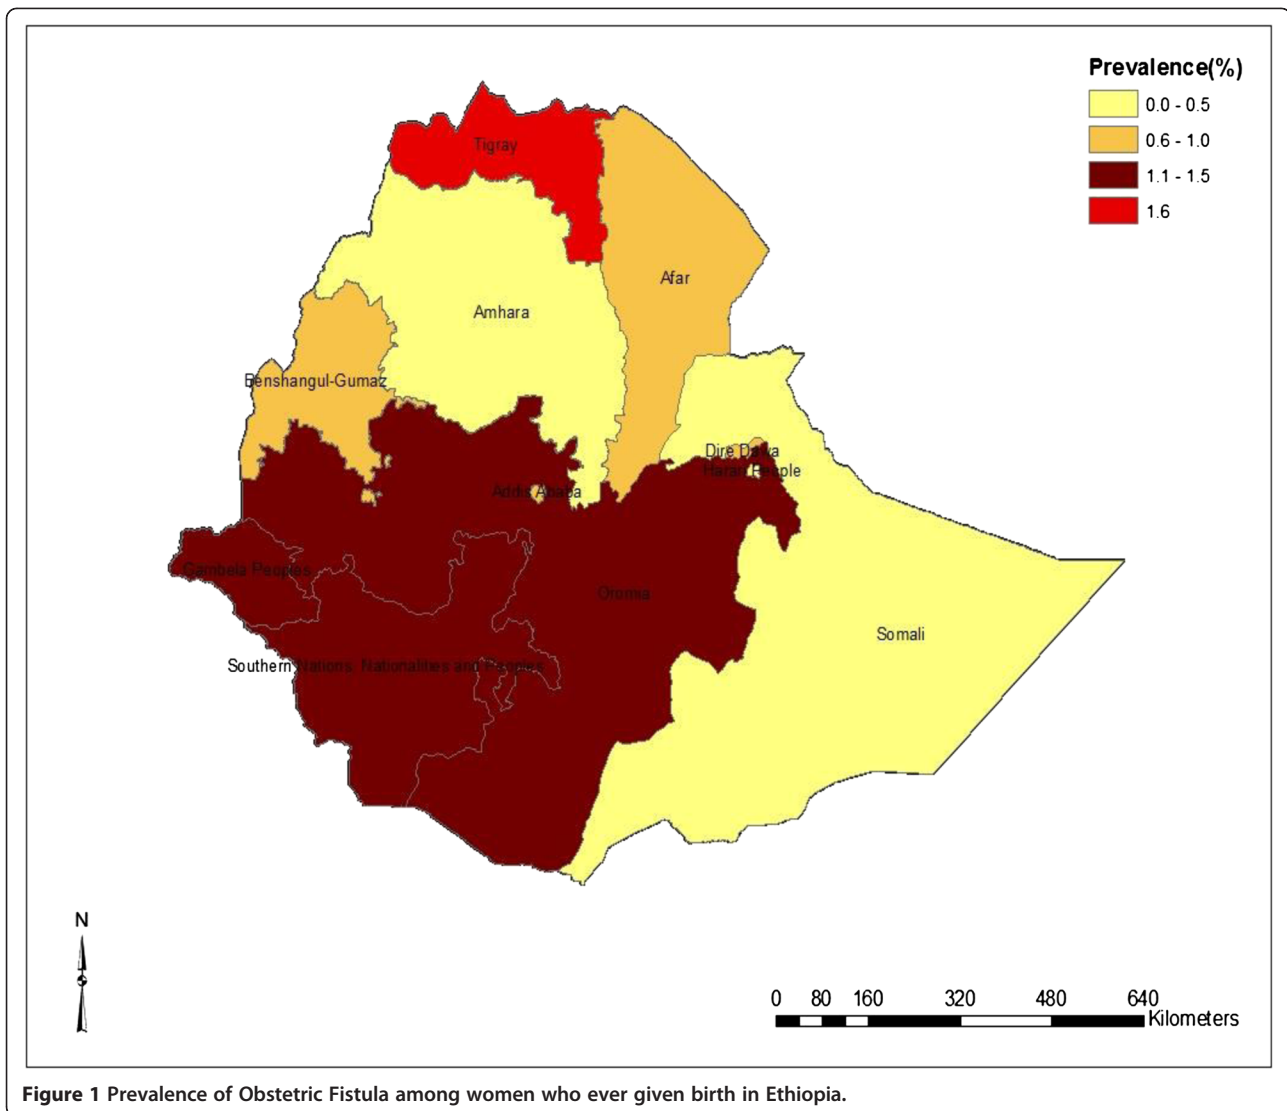 Prevalence(%)
0.0 - 0.5
0.6 - 1.0
1.1 - 1.5
1.6
Tigray
Afar
Amhara
Benshangul-Gumaz
Dire Dawa
Harari People
Addis Ababa
Gambela Peoples
Oromia
Somali
Southern Nations, Nationalities and Peoples
N
0 80 160 320 480 640
Kilometers
Figure 1 Prevalence of Obstetric Fistula among women who ever given birth in Ethiopia.